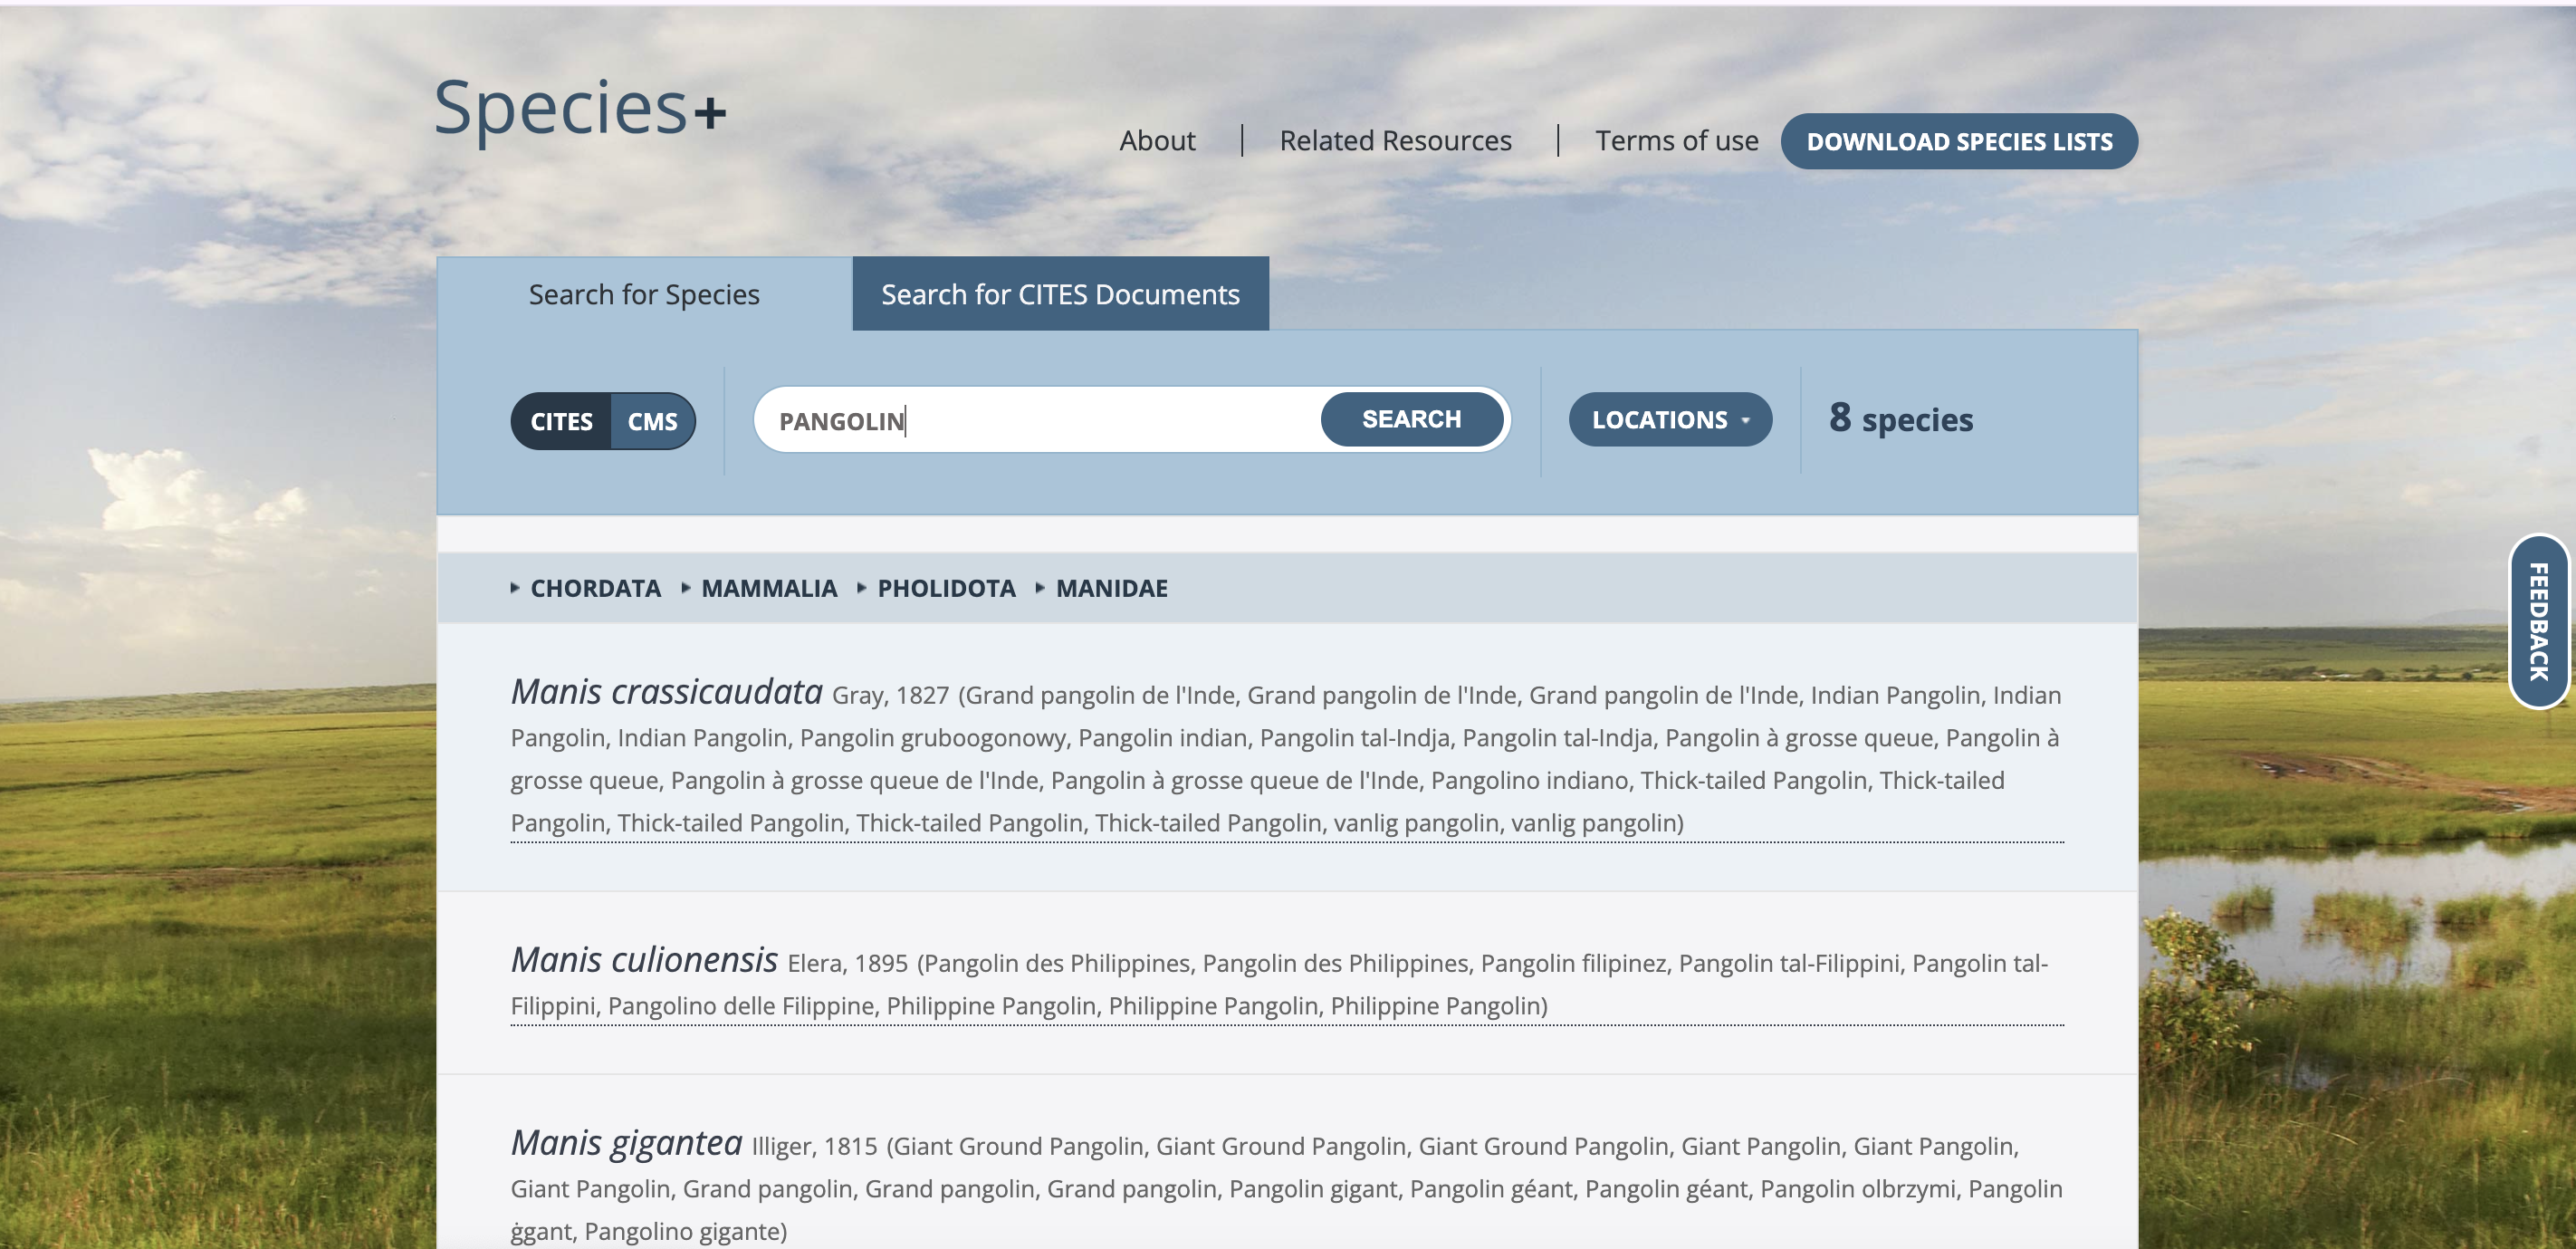 Species+
About
Related Resources
Terms of use
DOWNLOAD SPECIES LISTS
Search for Species
Search for CITES Documents
CITES
CMS
PANGOLIN
SEARCH
LOCATIONS
8 species
FEEDBACK
CHORDATA MAMMALIA PHOLIDOTA MANIDAE
Manis crassicaudata Gray, 1827 (Grand pangolin de l'Inde, Grand pangolin de l'Inde, Grand pangolin de l'Inde, Indian Pangolin, Indian
Pangolin, Indian Pangolin, Pangolin gruboogonowy, Pangolin indian, Pangolin tal-Indja, Pangolin tal-Indja, Pangolin à grosse queue, Pangolin à
grosse queue, Pangolin à grosse queue de l'Inde, Pangolin à grosse queue de l'Inde, Pangolino indiano, Thick-tailed Pangolin, Thick-tailed
Pangolin, Thick-tailed Pangolin, Thick-tailed Pangolin, Thick-tailed Pangolin, vanlig pangolin, vanlig pangolin)
Manis culionensis Elera, 1895 (Pangolin des Philippines, Pangolin des Philippines, Pangolin filipinez, Pangolin tal-Filippini, Pangolin tal-
Filippini, Pangolino delle Filippine, Philippine Pangolin, Philippine Pangolin, Philippine Pangolin)
Manis gigantea Illiger, 1815 (Giant Ground Pangolin, Giant Ground Pangolin, Giant Ground Pangolin, Giant Pangolin, Giant Pangolin,
Giant Pangolin, Grand pangolin, Grand pangolin, Grand pangolin, Pangolin gigant, Pangolin géant, Pangolin géant, Pangolin olbrzymi, Pangolin
ġgant, Pangolino gigante)